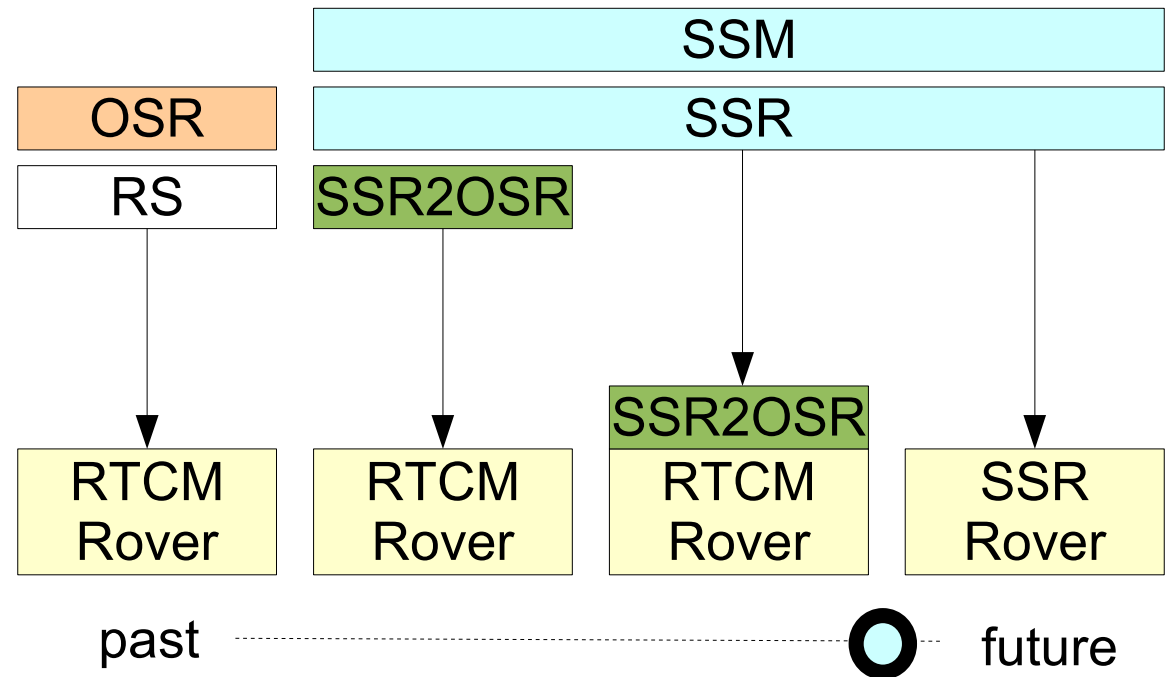 SSM
OSR
SSR
RS
SSR2OSR
SSR2OSR
RTCM
Rover
RTCM
Rover
RTCM
Rover
SSR
Rover
past
future